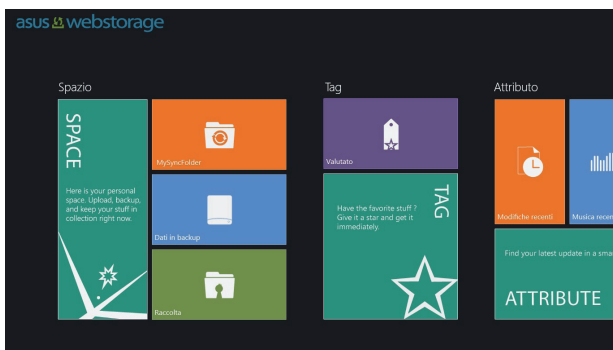 asus webstorage
Spazio
SPACE
Here is your personal
space. Upload, backup,
and keep your stuff in
collection right now.
MySyncFolder
Dati in backup
Raccolta
Tag
Valutato
Have the favorite stuff ?
Give it a star and get it
immediately.
TAG
Attributo
Modifiche recenti
Musica recen
Find your latest update in a sma
ATTRIBUTE